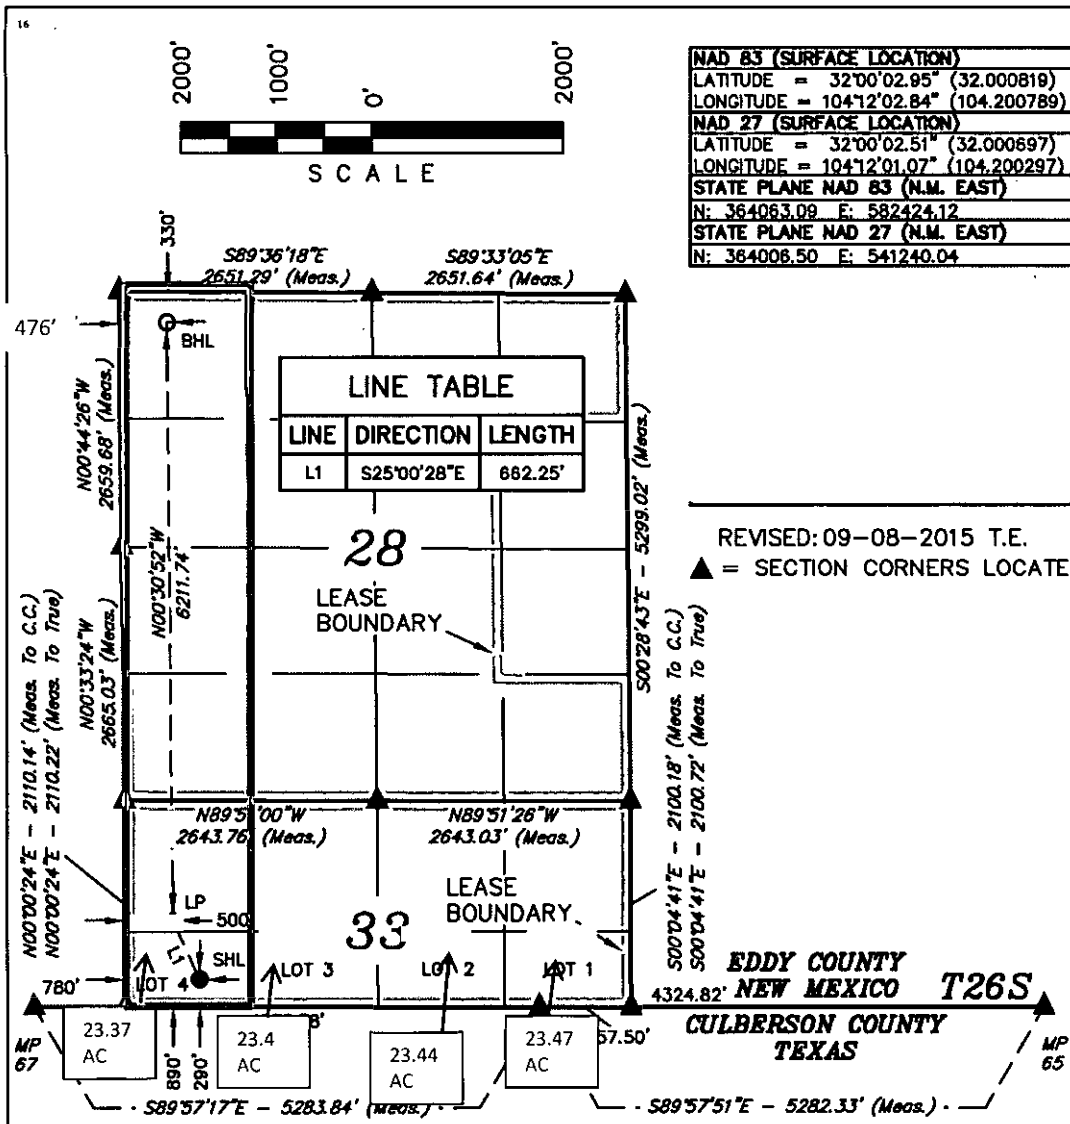 16
2000'
1000'
0'
2000'
SCALE
NAD 83 (SURFACE LOCATION)
LATITUDE = 32°00'02.95" (32.000819)
LONGITUDE = 104°12'02.84" (104.200789)
NAD 27 (SURFACE LOCATION)
LATITUDE = 32°00'02.51" (32.000697)
LONGITUDE = 104°12'01.07" (104.200297)
STATE PLANE NAD 83 (N.M. EAST)
N: 364063.09 E: 582424.12
STATE PLANE NAD 27 (N.M. EAST)
N: 364006.50 E: 541240.04
330'
S89°36'18"E
2651.29' (Meas.)
S89°33'05"E
2651.64' (Meas.)
476'
BHL
LINE TABLE
LINE DIRECTION LENGTH
L1 S25°00'28"E 682.25'
N00°44'26"W
2659.68' (Meas.)
N00°30'52"W
6211.74'
28
LEASE
BOUNDARY
S00°28'43"E - 5299.02' (Meas.)
REVISED: 09-08-2015 T.E.
▲ = SECTION CORNERS LOCATE
N00°33'24"W
2665.03' (Meas.)
N00°00'24"E - 2110.14' (Meas. To C.C.)
N00°00'24"E - 2110.22' (Meas. To True)
S00°04'41"E - 2100.18' (Meas. To C.C.)
S00°04'41"E - 2100.72' (Meas. To True)
2643.76' (Meas.)
N89°51'26"W
2643.03' (Meas.)
LP
500
L1
SHL
33
LEASE
BOUNDARY
780'
LOT 4
LOT 3
LOT 2
LOT 1
4324.82'
EDDY COUNTY
NEW MEXICO
T26S
CULBERSON COUNTY
TEXAS
57.50'
MP
67
23.37
AC
890'
290'
23.4
AC
23.44
AC
23.47
AC
MP
65
S89°57'17"E - 5283.84' (Meas.)
S89°57'51"E - 5282.33' (Meas.)